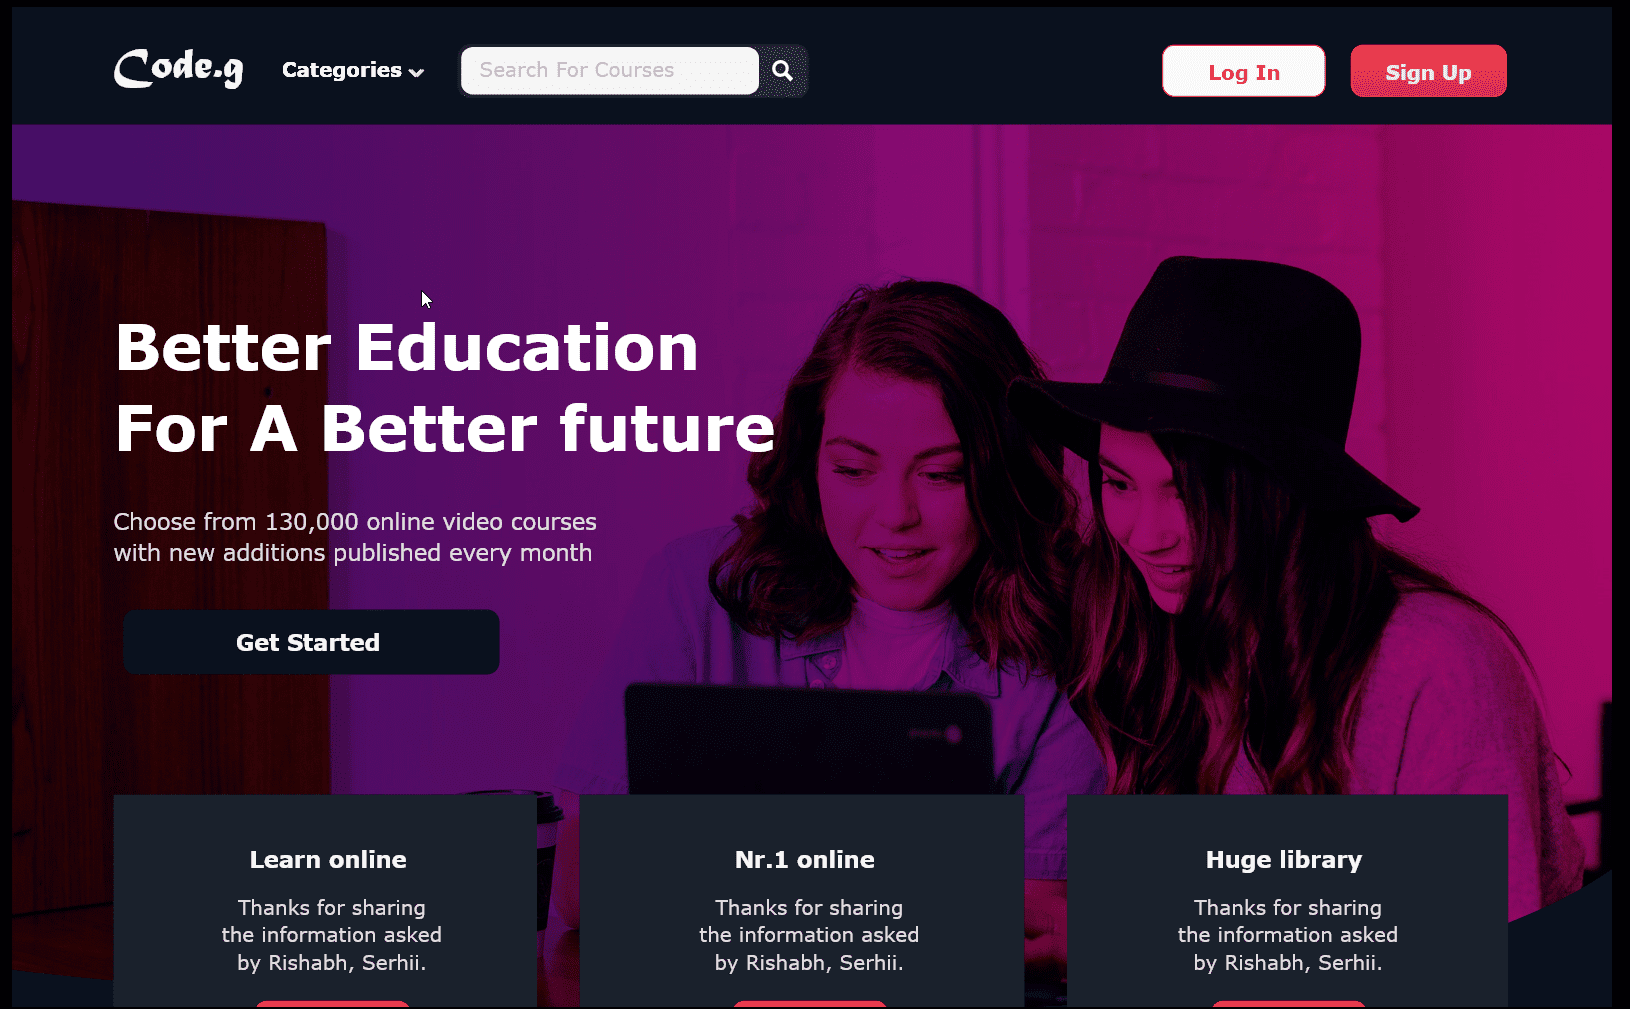 Code.g
Categories
Search For Courses
Log In
Sign Up
Better Education
For A Better future
Choose from 130,000 online video courses
with new additions published every month
Get Started
Learn online
Thanks for sharing
the information asked
by Rishabh, Serhii.
Nr.1 online
Thanks for sharing
the information asked
by Rishabh, Serhii.
Huge library
Thanks for sharing
the information asked
by Rishabh, Serhii.